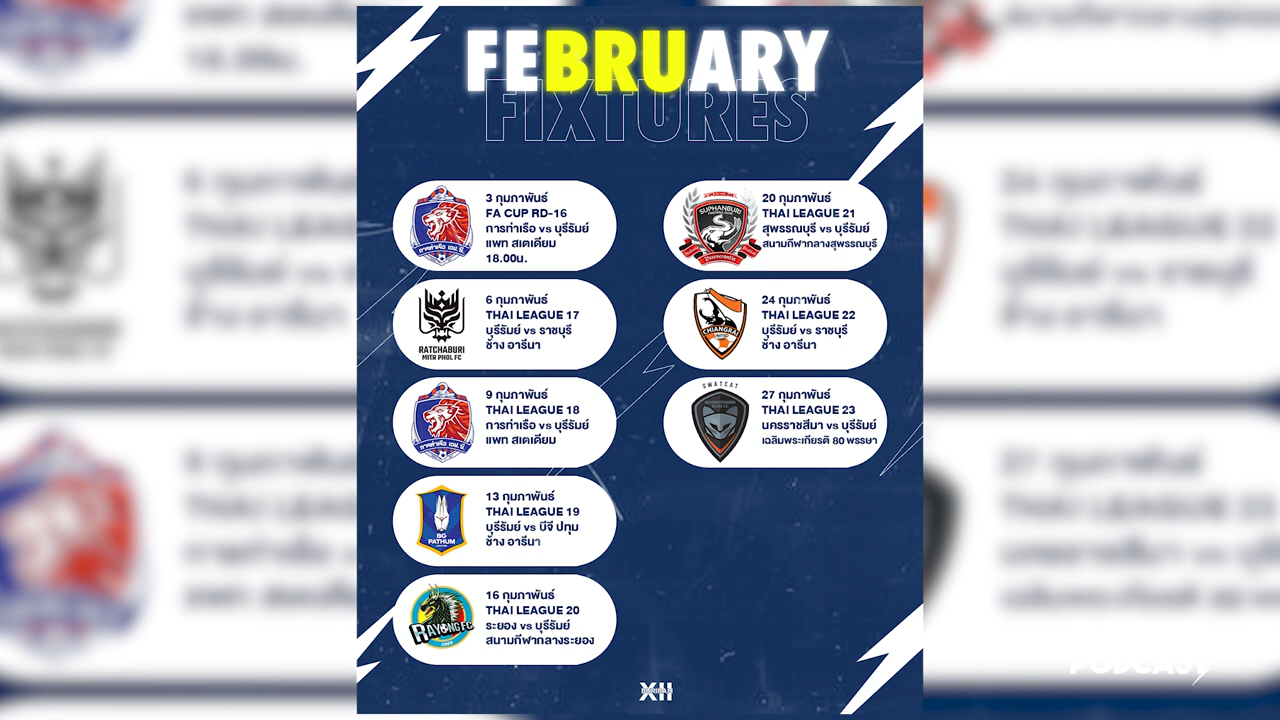 FEBRUARY
FIXTURES
3 กุมภาพันธ์
FA CUP RD-16
การท่าเรือ vs บุรีรัมย์
แพท สเตเดียม
18.00น.
RATCHABURI
MITR PHOL FC
6 กุมภาพันธ์
THAI LEAGUE 17
บุรีรัมย์ vs ราชบุรี
ช้าง อารีนา
9 กุมภาพันธ์
THAI LEAGUE 18
การท่าเรือ vs บุรีรัมย์
แพท สเตเดียม
BG
PATHUM
13 กุมภาพันธ์
THAI LEAGUE 19
บุรีรัมย์ vs บีจี ปทุม
ช้าง อารีนา
RAYONG FC
16 กุมภาพันธ์
THAI LEAGUE 20
ระยอง vs บุรีรัมย์
สนามกีฬากลางระยอง
SUPHANBURI
20 กุมภาพันธ์
THAI LEAGUE 21
สุพรรณบุรี vs บุรีรัมย์
สนามกีฬากลางสุพรรณบุรี
CHIANGRAI
24 กุมภาพันธ์
THAI LEAGUE 22
บุรีรัมย์ vs ราชบุรี
ช้าง อารีนา
SWATCAT
27 กุมภาพันธ์
THAI LEAGUE 23
นครราชสีมา vs บุรีรัมย์
เฉลิมพระเกียรติ 80 พรรษา
XII
PODCAST